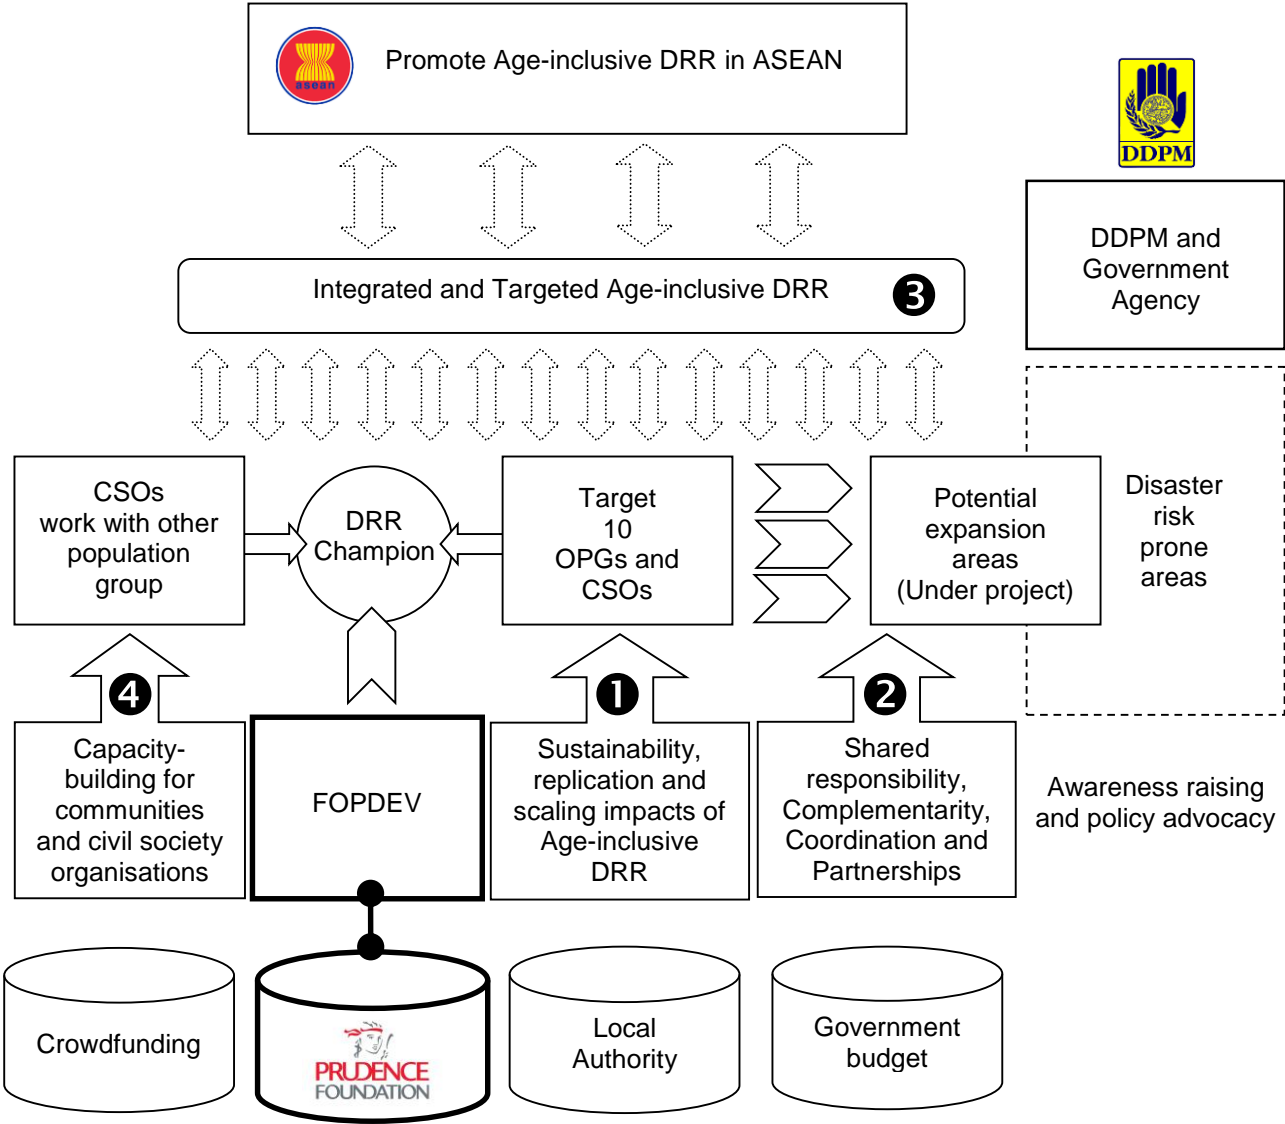 Promote Age-inclusive DRR in ASEAN
asean
DDPM
DDPM and
Government
Agency
Integrated and Targeted Age-inclusive DRR
3
CSOs
work with other
population
group
DRR
Champion
Target
10
OPGs and
CSOs
Potential
expansion
areas
(Under project)
Disaster
risk
prone
areas
4
1
2
Capacity-
building for
communities
and civil society
organisations
FOPDEV
Sustainability,
replication and
scaling impacts of
Age-inclusive
DRR
Shared
responsibility,
Complementarity,
Coordination and
Partnerships
Awareness raising
and policy advocacy
Crowdfunding
PRUDENCE
FOUNDATION
Local
Authority
Government
budget